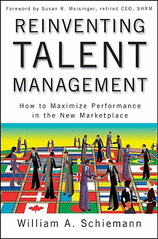 Foreword by Susan R. Meisinger, retired CEO, SHRM
REINVENTING
TALENT
MANAGEMENT
How to Maximize Performance
in the New Marketplace
William A. Schiemann